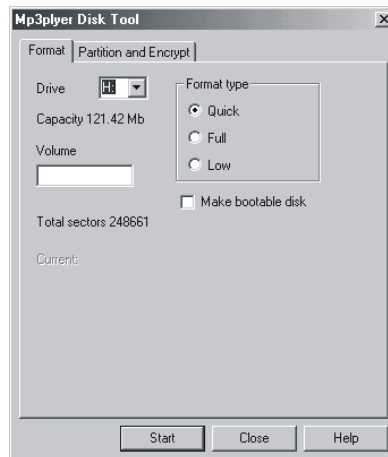 Mp3plyer Disk Tool
Format Partition and Encrypt
Drive H:
Capacity 121.42 Mb
Volume
Total sectors 248661
Current:
Format type
Quick
Full
Low
Make bootable disk
Start Close Help